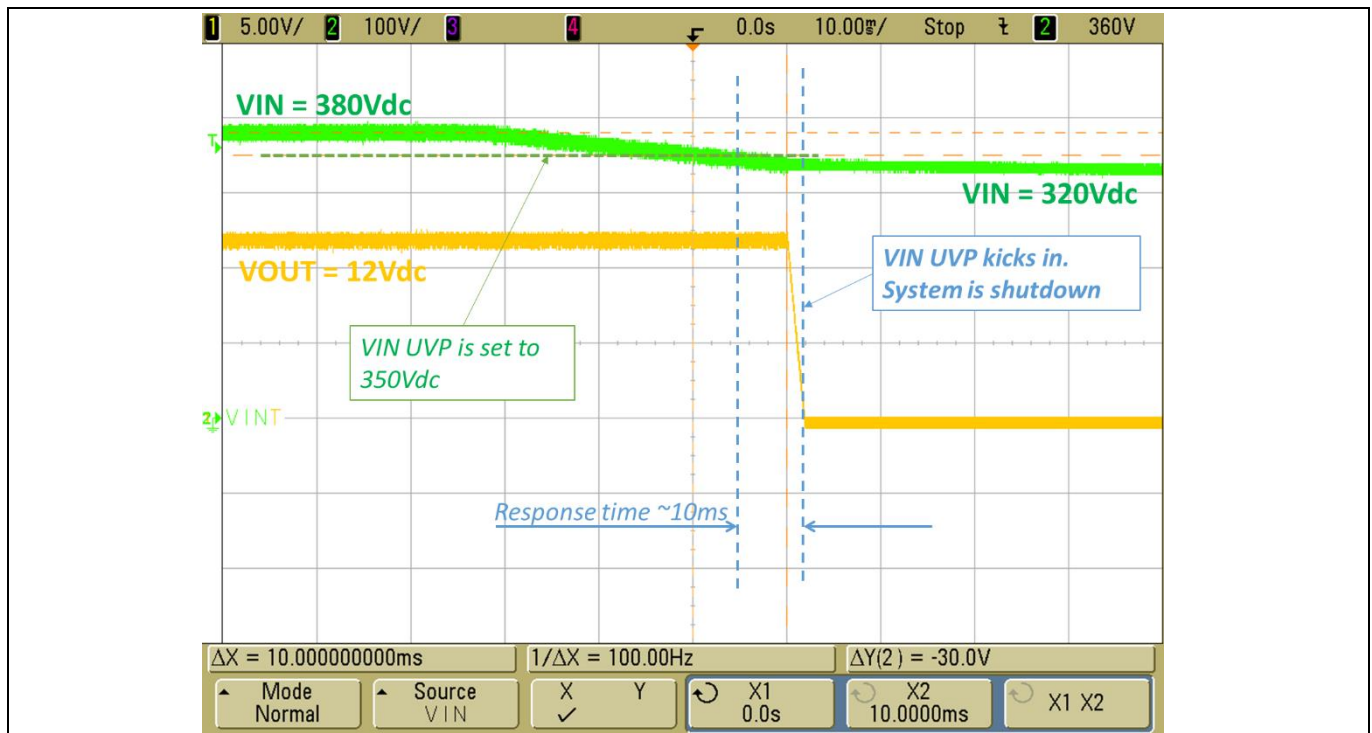 1 5.00V/ 2 100V/ 3 4 0.0s 10.00ms/ Stop 2 360V
VIN = 380Vdc
T
VIN = 320Vdc
VOUT = 12Vdc
VIN UVP kicks in.
System is shutdown
VIN UVP is set to
350Vdc
2 VINT
Response time ~10ms
ΔX = 10.000000000ms 1/ΔX = 100.00Hz ΔY(2) = -30.0V
Mode Source X Y X1 X2 X1 X2
Normal VIN ✓ 0.0s 10.0000ms